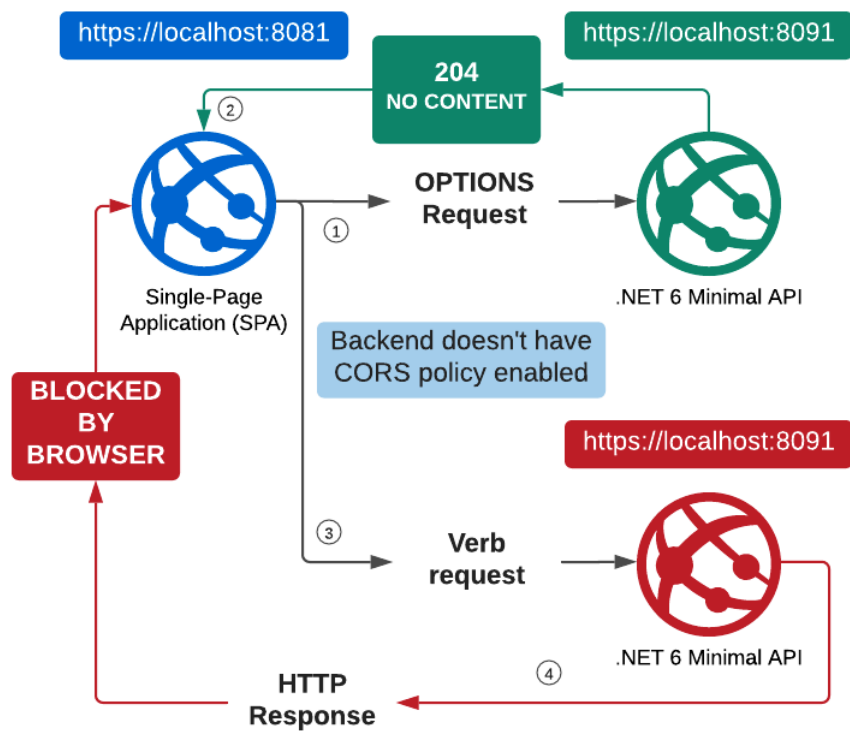 https://localhost:8081
https://localhost:8091
204
NO CONTENT
2
OPTIONS
Request
1
Single-Page
Application (SPA)
.NET 6 Minimal API
Backend doesn't have
CORS policy enabled
BLOCKED
BY
BROWSER
https://localhost:8091
3
Verb
request
.NET 6 Minimal API
4
HTTP
Response